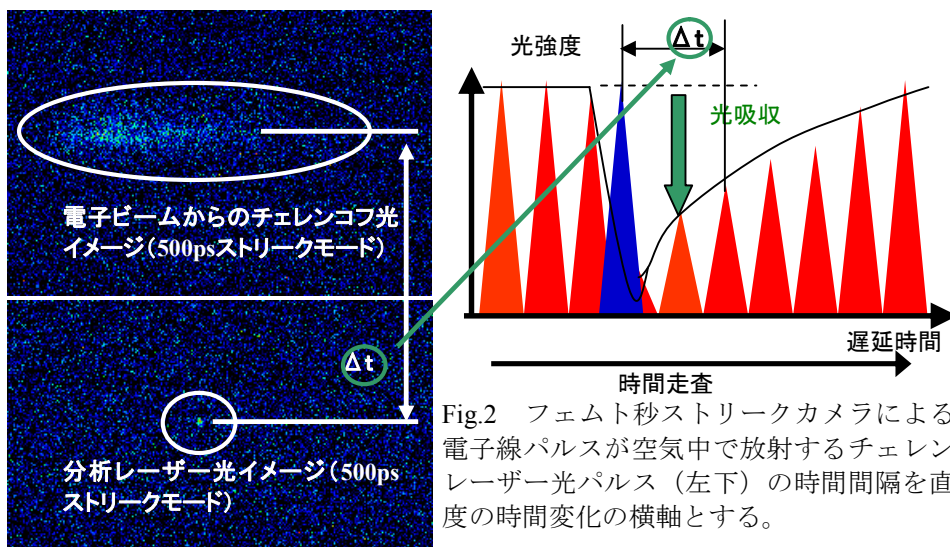 電子ビームからのチェレンコフ光
イメージ(500psストリークモード)
Δt
分析レーザー光イメージ(500ps
ストリークモード)
光強度
Δt
光吸収
遅延時間
時間走査
Fig.2 フェムト秒ストリークカメラによる
電子線パルスが空気中で放射するチェレン
レーザー光パルス（左下）の時間間隔を直
度の時間変化の横軸とする。